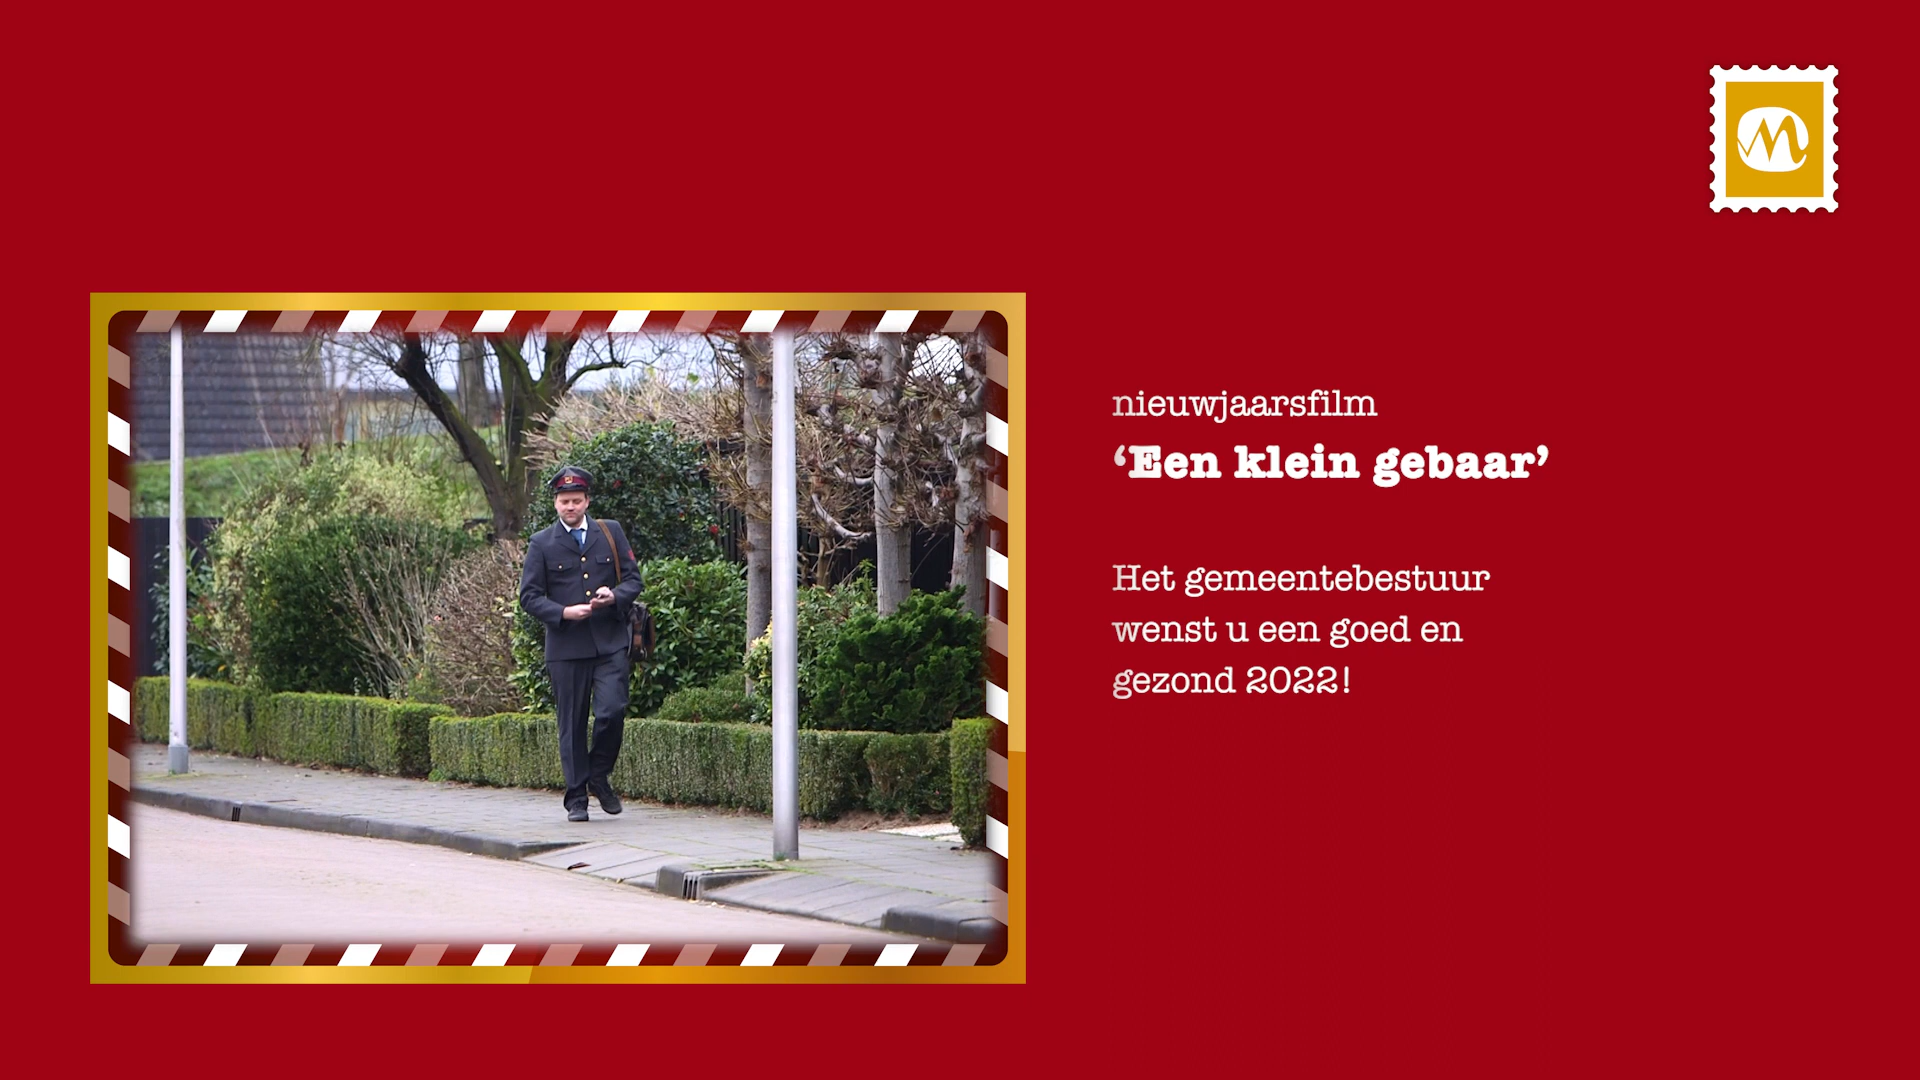 nieuwjaarsfilm
‘Een klein gebaar’
Het gemeentebestuur
wenst u een goed en
gezond 2022!